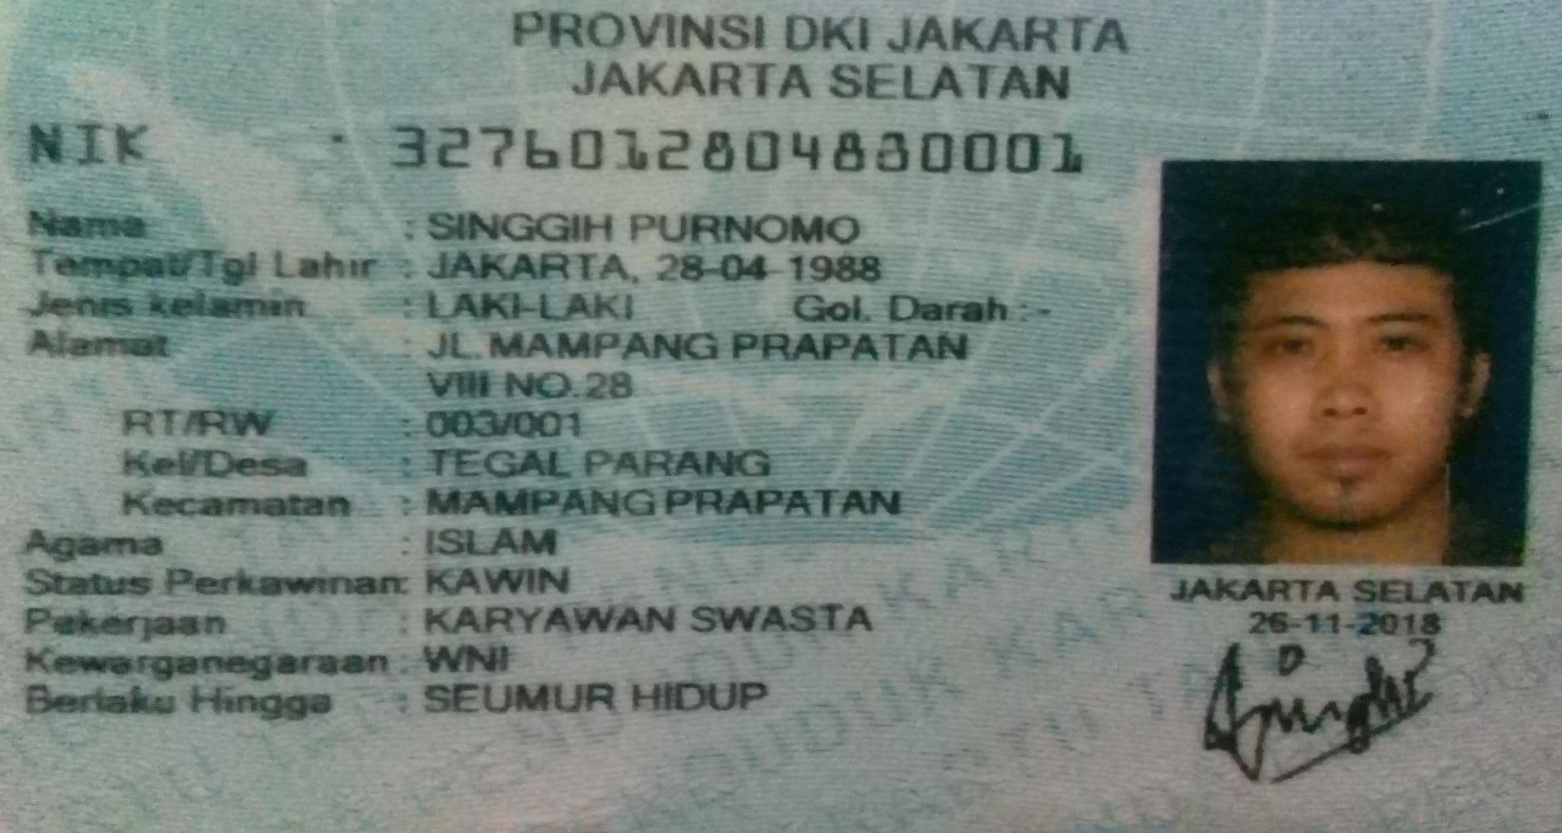 PROVINSI DKI JAKARTA
JAKARTA SELATAN
NIK : 3276012804880001
Nama : SINGGIH PURNOMO
Tempat/Tgl Lahir : JAKARTA, 28-04-1988
Jenis kelamin : LAKI-LAKI Gol. Darah : -
Alamat : JL. MAMPANG PRAPATAN
VIII NO.28
RT/RW : 003/001
Kel/Desa : TEGAL PARANG
Kecamatan : MAMPANG PRAPATAN
Agama : ISLAM
Status Perkawinan: KAWIN
Pekerjaan : KARYAWAN SWASTA
Kewarganegaraan : WNI
Berlaku Hingga : SEUMUR HIDUP
JAKARTA SELATAN
26-11-2018